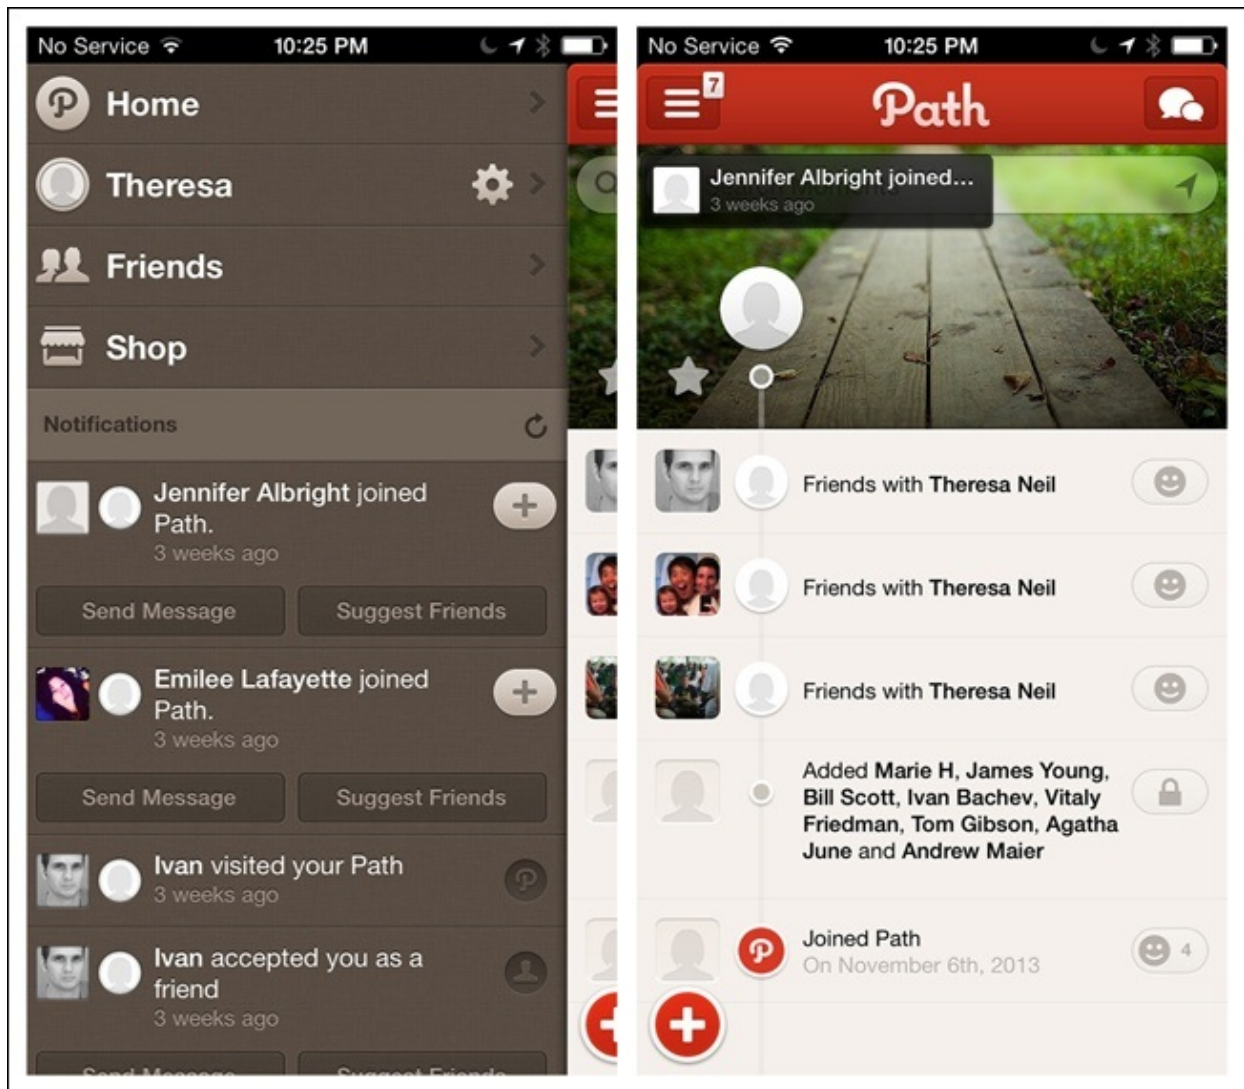 No Service 10:25 PM
Home
Theresa
Friends
Shop
Notifications
Jennifer Albright joined
Path.
3 weeks ago
Send Message Suggest Friends
Emilee Lafayette joined
Path.
3 weeks ago
Send Message Suggest Friends
Ivan visited your Path
3 weeks ago
Ivan accepted you as a
friend
3 weeks ago
Send Message Suggest Friends
No Service 10:25 PM
7
Path
Jennifer Albright joined...
3 weeks ago
Friends with Theresa Neil
Friends with Theresa Neil
Friends with Theresa Neil
Added Marie H, James Young,
Bill Scott, Ivan Bachev, Vitaly
Friedman, Tom Gibson, Agatha
June and Andrew Maier
Joined Path
On November 6th, 2013
4